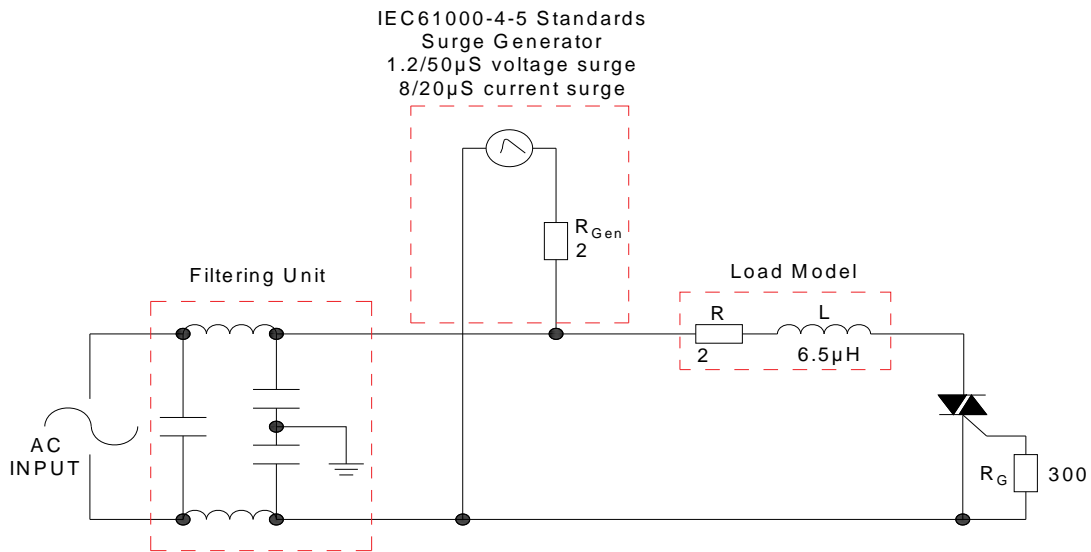 IEC61000-4-5 Standards
Surge Generator
1.2/50µS voltage surge
8/20µS current surge
RGen
2
Filtering Unit
Load Model
R
L
2
6.5µH
AC
INPUT
RG
300